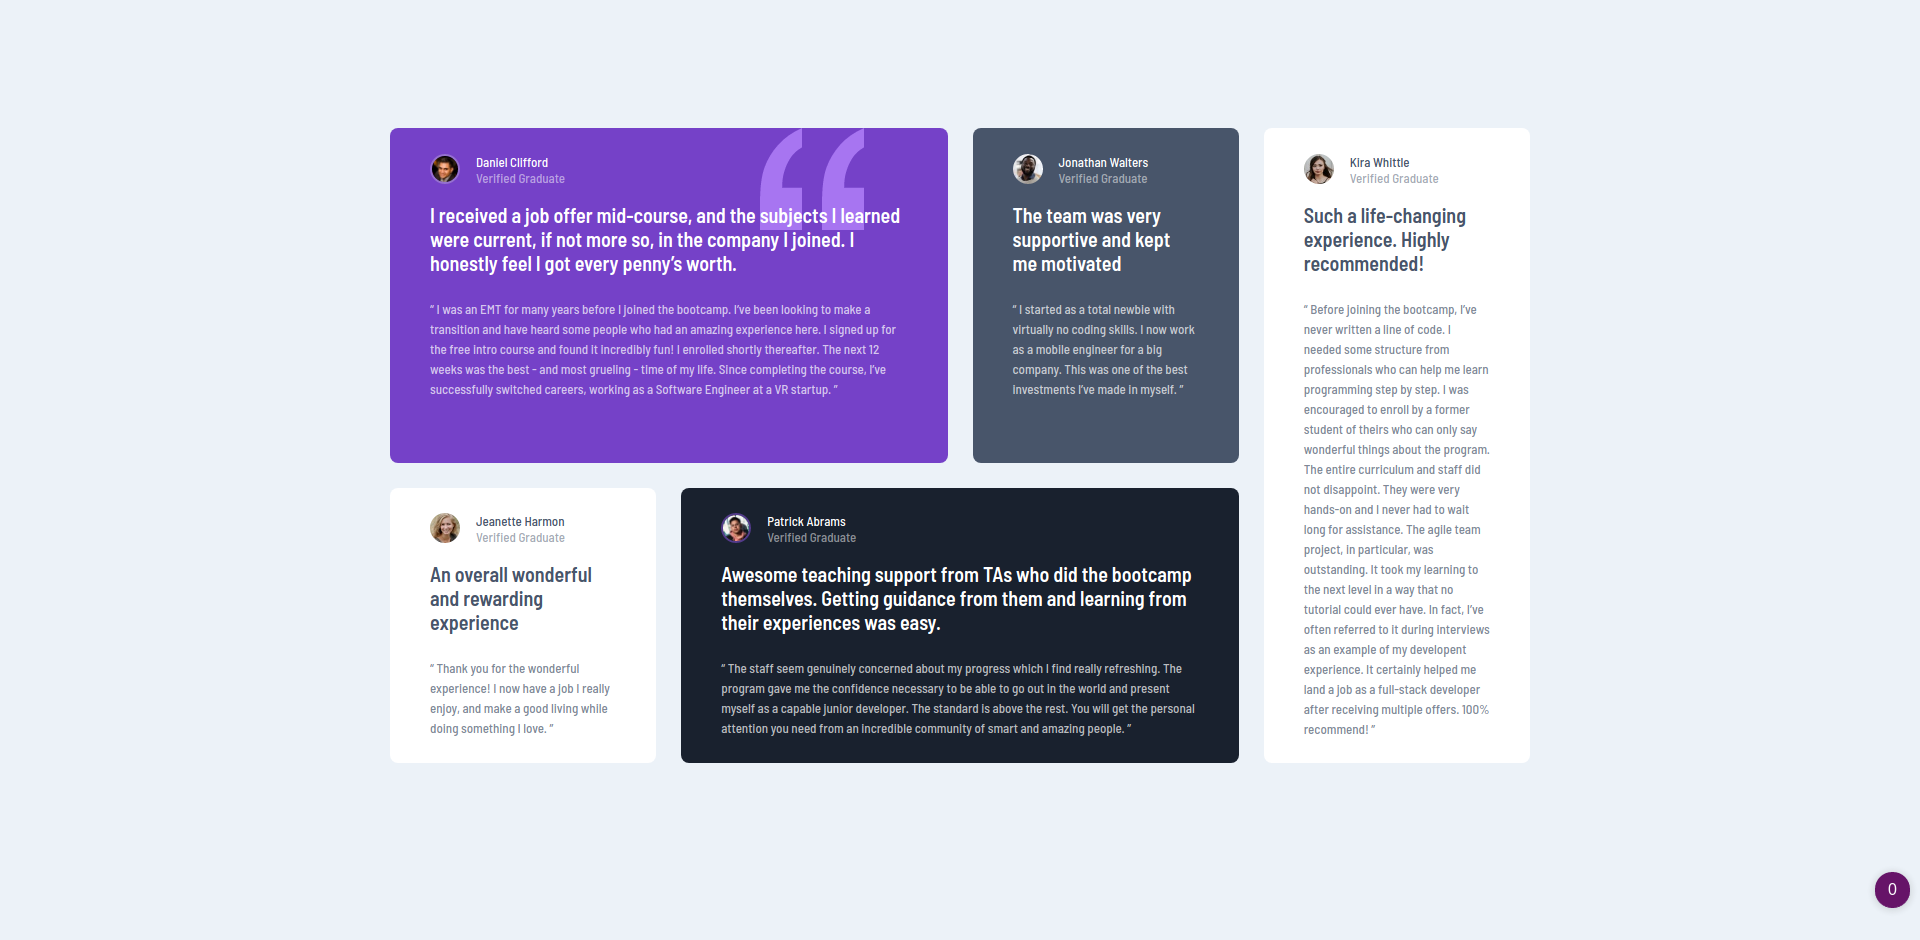 Daniel Clifford
Verified Graduate
I received a job offer mid-course, and the subjects I learned
were current, if not more so, in the company I joined. I
honestly feel I got every penny’s worth.
“ I was an EMT for many years before I joined the bootcamp. I’ve been looking to make a
transition and have heard some people who had an amazing experience here. I signed up for
the free intro course and found it incredibly fun! I enrolled shortly thereafter. The next 12
weeks was the best - and most grueling - time of my life. Since completing the course, I’ve
successfully switched careers, working as a Software Engineer at a VR startup. ”
Jonathan Walters
Verified Graduate
The team was very
supportive and kept
me motivated
“ I started as a total newbie with
virtually no coding skills. I now work
as a mobile engineer for a big
company. This was one of the best
investments I’ve made in myself. ”
Kira Whittle
Verified Graduate
Such a life-changing
experience. Highly
recommended!
“ Before joining the bootcamp, I’ve
never written a line of code. I
needed some structure from
professionals who can help me learn
programming step by step. I was
encouraged to enroll by a former
student of theirs who can only say
wonderful things about the program.
The entire curriculum and staff did
not disappoint. They were very
hands-on and I never had to wait
long for assistance. The agile team
project, in particular, was
outstanding. It took my learning to
the next level in a way that no
tutorial could ever have. In fact, I’ve
often referred to it during interviews
as an example of my developent
experience. It certainly helped me
land a job as a full-stack developer
after receiving multiple offers. 100%
recommend! ”
Jeanette Harmon
Verified Graduate
An overall wonderful
and rewarding
experience
“ Thank you for the wonderful
experience! I now have a job I really
enjoy, and make a good living while
doing something I love. ”
Patrick Abrams
Verified Graduate
Awesome teaching support from TAs who did the bootcamp
themselves. Getting guidance from them and learning from
their experiences was easy.
“ The staff seem genuinely concerned about my progress which I find really refreshing. The
program gave me the confidence necessary to be able to go out in the world and present
myself as a capable junior developer. The standard is above the rest. You will get the personal
attention you need from an incredible community of smart and amazing people. ”
0